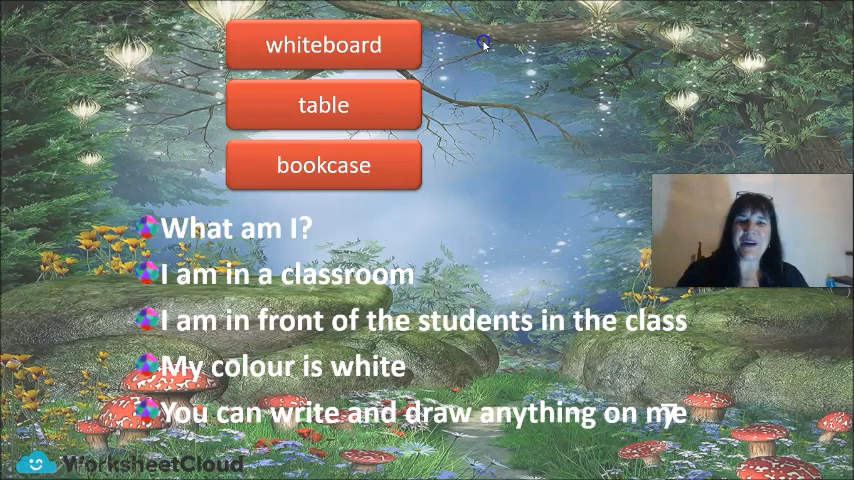 whiteboard
table
bookcase
What am I?
I am in a classroom
I am in front of the students in the class
My colour is white
You can write and draw anything on me
WorksheetCloud